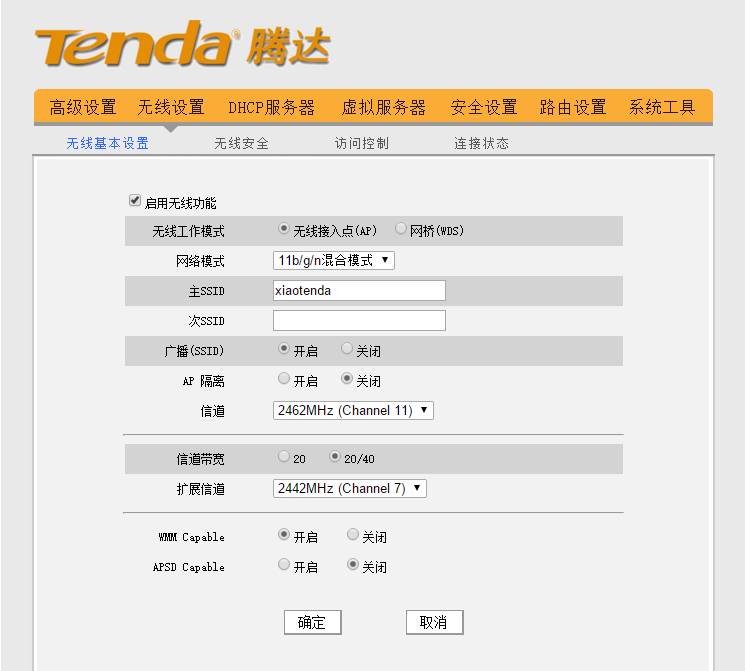 Tenda® 腾达
高级设置 无线设置 DHCP服务器 虚拟服务器 安全设置 路由设置 系统工具
无线基本设置 无线安全 访问控制 连接状态
启用无线功能
无线工作模式 无线接入点(AP) 网桥(WDS)
网络模式 11b/g/n混合模式
主SSID xiaotenda
次SSID
广播(SSID) 开启 关闭
AP 隔离 开启 关闭
信道 2462MHz (Channel 11)
信道带宽 20 20/40
扩展信道 2442MHz (Channel 7)
WMM Capable 开启 关闭
APSD Capable 开启 关闭
确定 取消